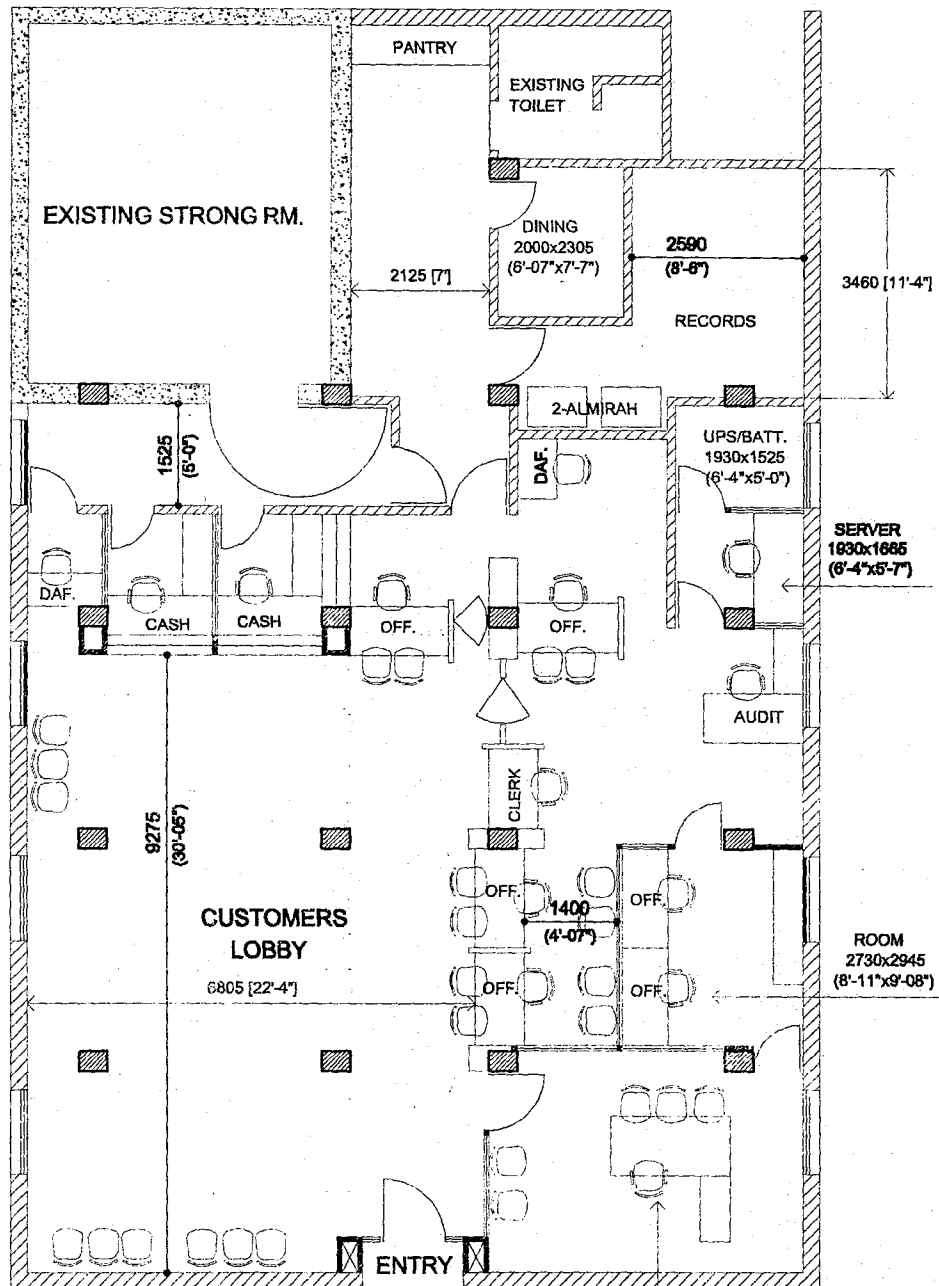 PANTRY
EXISTING
TOILET
EXISTING STRONG RM.
DINING
2000x2305
(6'-07"x7'-7")
2590
(8'-6")
2125 [7']
3460 [11'-4"]
RECORDS
2-ALMIRAH
1525
(5'-0")
UPS/BATT.
1930x1525
(6'-4"x5'-0")
DAF.
SERVER
1930x1665
(6'-4"x5'-7")
DAF.
CASH
CASH
OFF.
OFF.
AUDIT
CLERK
9275
(30'-05")
OFF.
OFF.
1400
(4'-07")
CUSTOMERS
LOBBY
6805 [22'-4"]
OFF.
OFF.
ROOM
2730x2945
(8'-11"x9'-08")
ENTRY